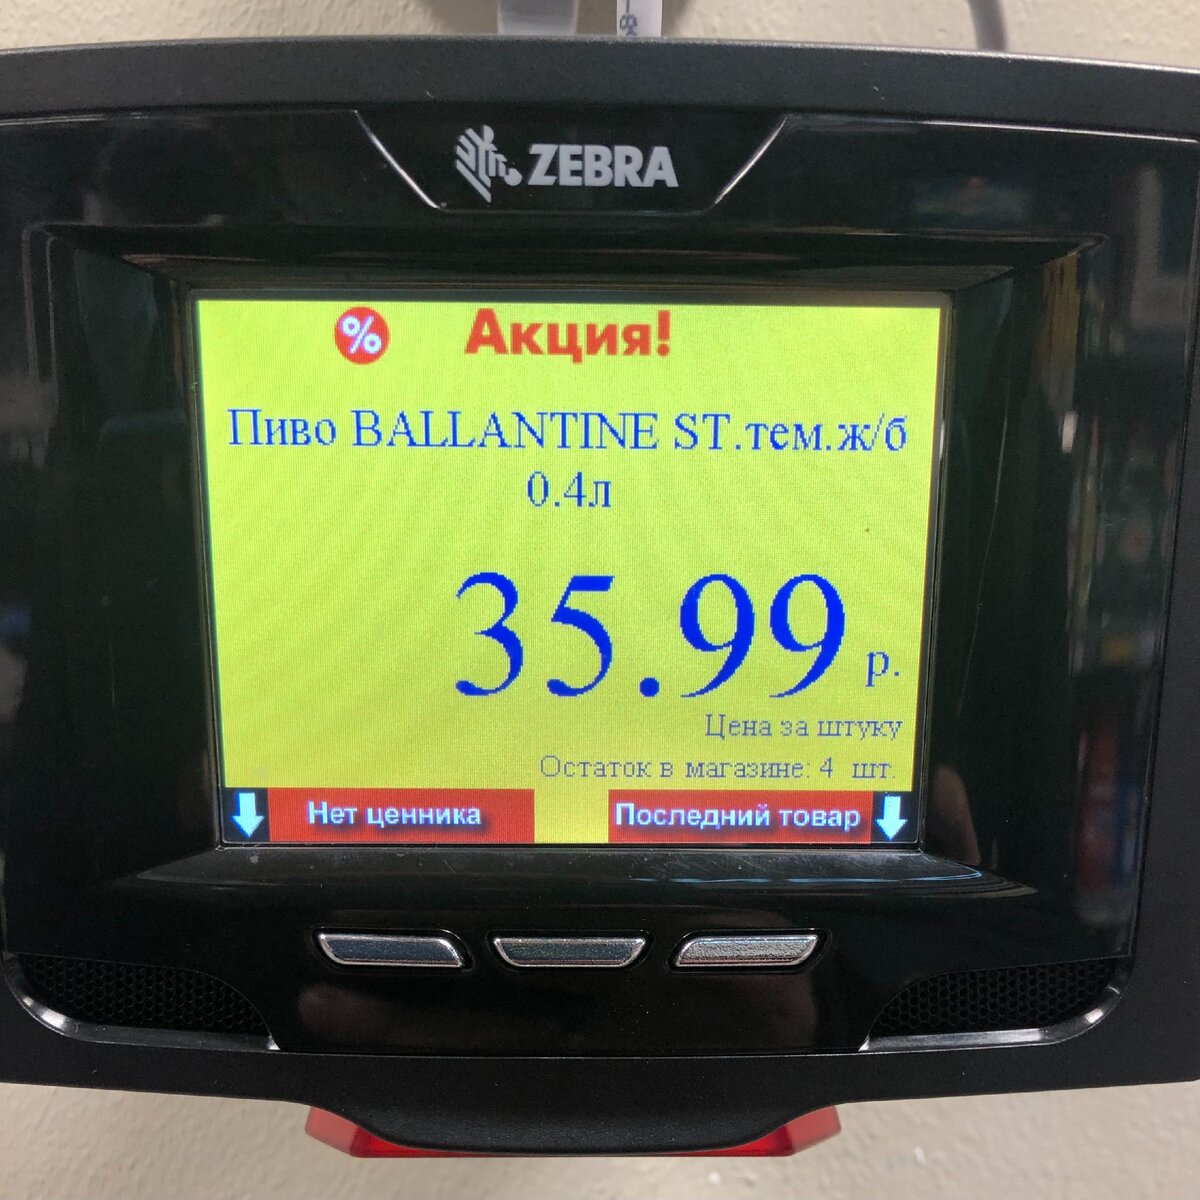 ZEBRA
% Акция!
Пиво BALLANTINE ST.тем.ж/б
0.4л
35.99 р.
Цена за штуку
Остаток в магазине: 4 шт.
Нет ценника Последний товар